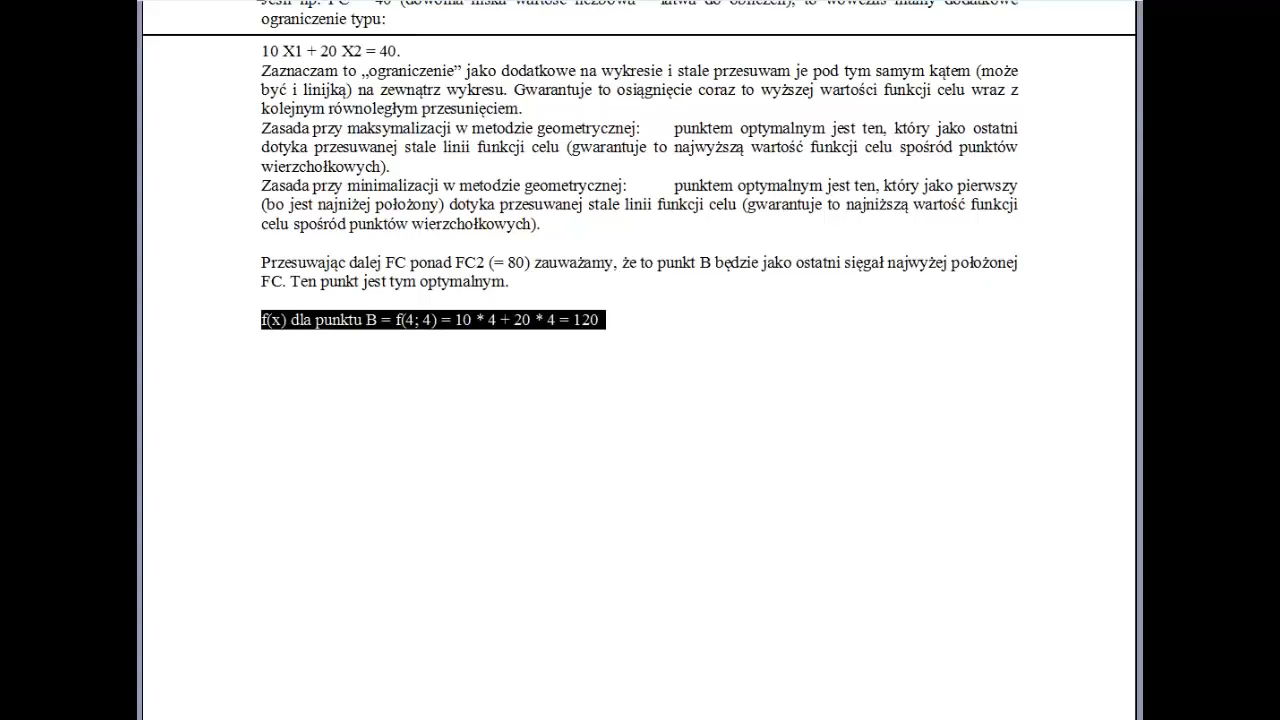 ograniczenie typu:
10 X1 + 20 X2 = 40.
Zaznaczam to „ograniczenie” jako dodatkowe na wykresie i stale przesuwam je pod tym samym kątem (może
być i linijką) na zewnątrz wykresu. Gwarantuje to osiągnięcie coraz to wyższej wartości funkcji celu wraz z
kolejnym równoległym przesunięciem.
Zasada przy maksymalizacji w metodzie geometrycznej: punktem optymalnym jest ten, który jako ostatni
dotyka przesuwanej stale linii funkcji celu (gwarantuje to najwyższą wartość funkcji celu spośród punktów
wierzchołkowych).
Zasada przy minimalizacji w metodzie geometrycznej: punktem optymalnym jest ten, który jako pierwszy
(bo jest najniżej położony) dotyka przesuwanej stale linii funkcji celu (gwarantuje to najniższą wartość funkcji
celu spośród punktów wierzchołkowych).
Przesuwając dalej FC ponad FC2 (= 80) zauważamy, że to punkt B będzie jako ostatni sięgał najwyżej położonej
FC. Ten punkt jest tym optymalnym.
f(x) dla punktu B = f(4; 4) = 10 * 4 + 20 * 4 = 120